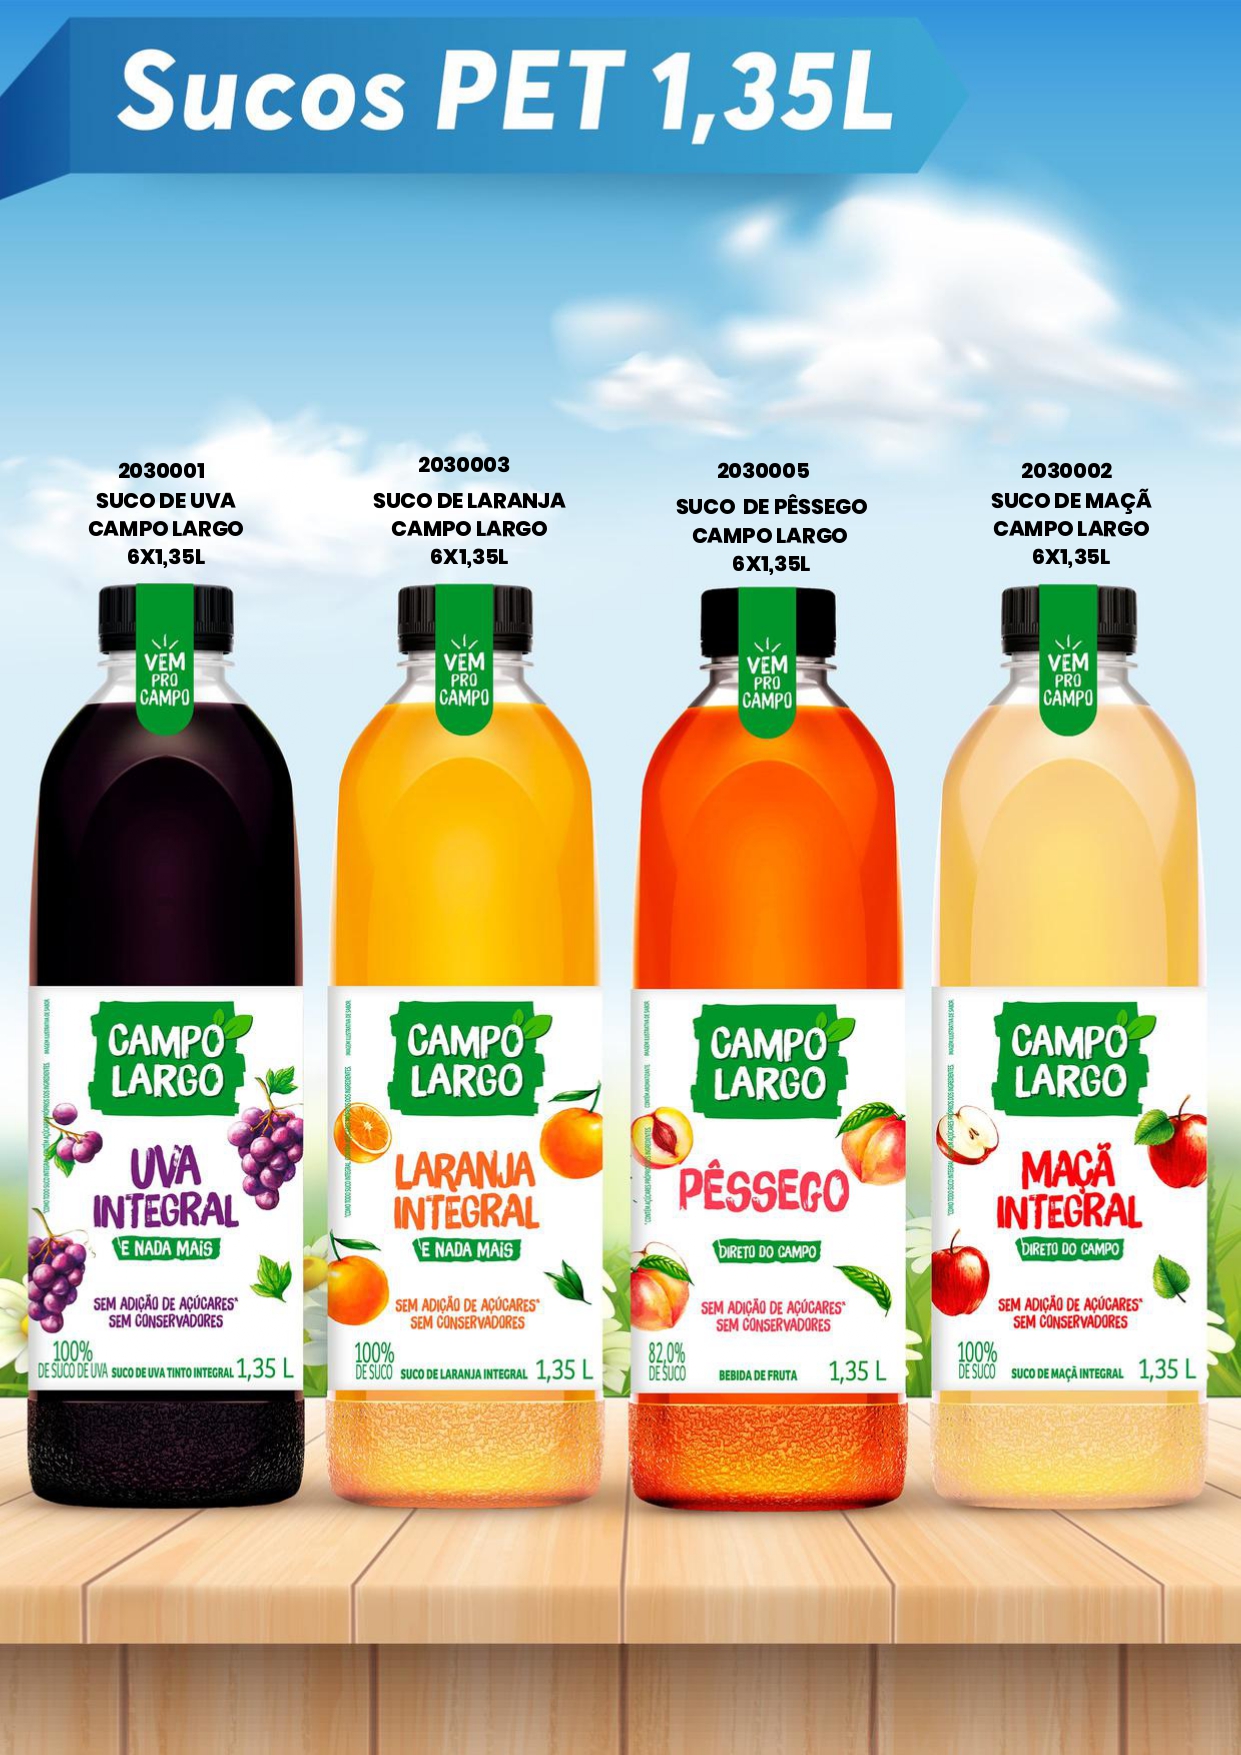 Sucos PET 1,35L
2030001
SUCO DE UVA
CAMPO LARGO
6X1,35L
2030003
SUCO DE LARANJA
CAMPO LARGO
6X1,35L
2030005
SUCO DE PÊSSEGO
CAMPO LARGO
6X1,35L
2030002
SUCO DE MAÇÃ
CAMPO LARGO
6X1,35L
VEM
PRO
CAMPO
CAMPO
LARGO
UVA
INTEGRAL
E NADA MAIS
SEM ADIÇÃO DE AÇÚCARES*
SEM CONSERVADORES
100%
DE SUCO DE UVA
SUCO DE UVA TINTO INTEGRAL
1,35 L
VEM
PRO
CAMPO
CAMPO
LARGO
LARANJA
INTEGRAL
E NADA MAIS
SEM ADIÇÃO DE AÇÚCARES*
SEM CONSERVADORES
100%
DE SUCO
SUCO DE LARANJA INTEGRAL
1,35 L
VEM
PRO
CAMPO
CAMPO
LARGO
PÊSSEGO
DIRETO DO CAMPO
SEM ADIÇÃO DE AÇÚCARES*
SEM CONSERVADORES
82,0%
DE SUCO
BEBIDA DE FRUTA
1,35 L
VEM
PRO
CAMPO
CAMPO
LARGO
MAÇÃ
INTEGRAL
DIRETO DO CAMPO
SEM ADIÇÃO DE AÇÚCARES*
SEM CONSERVADORES
100%
DE SUCO
SUCO DE MAÇÃ INTEGRAL
1,35 L